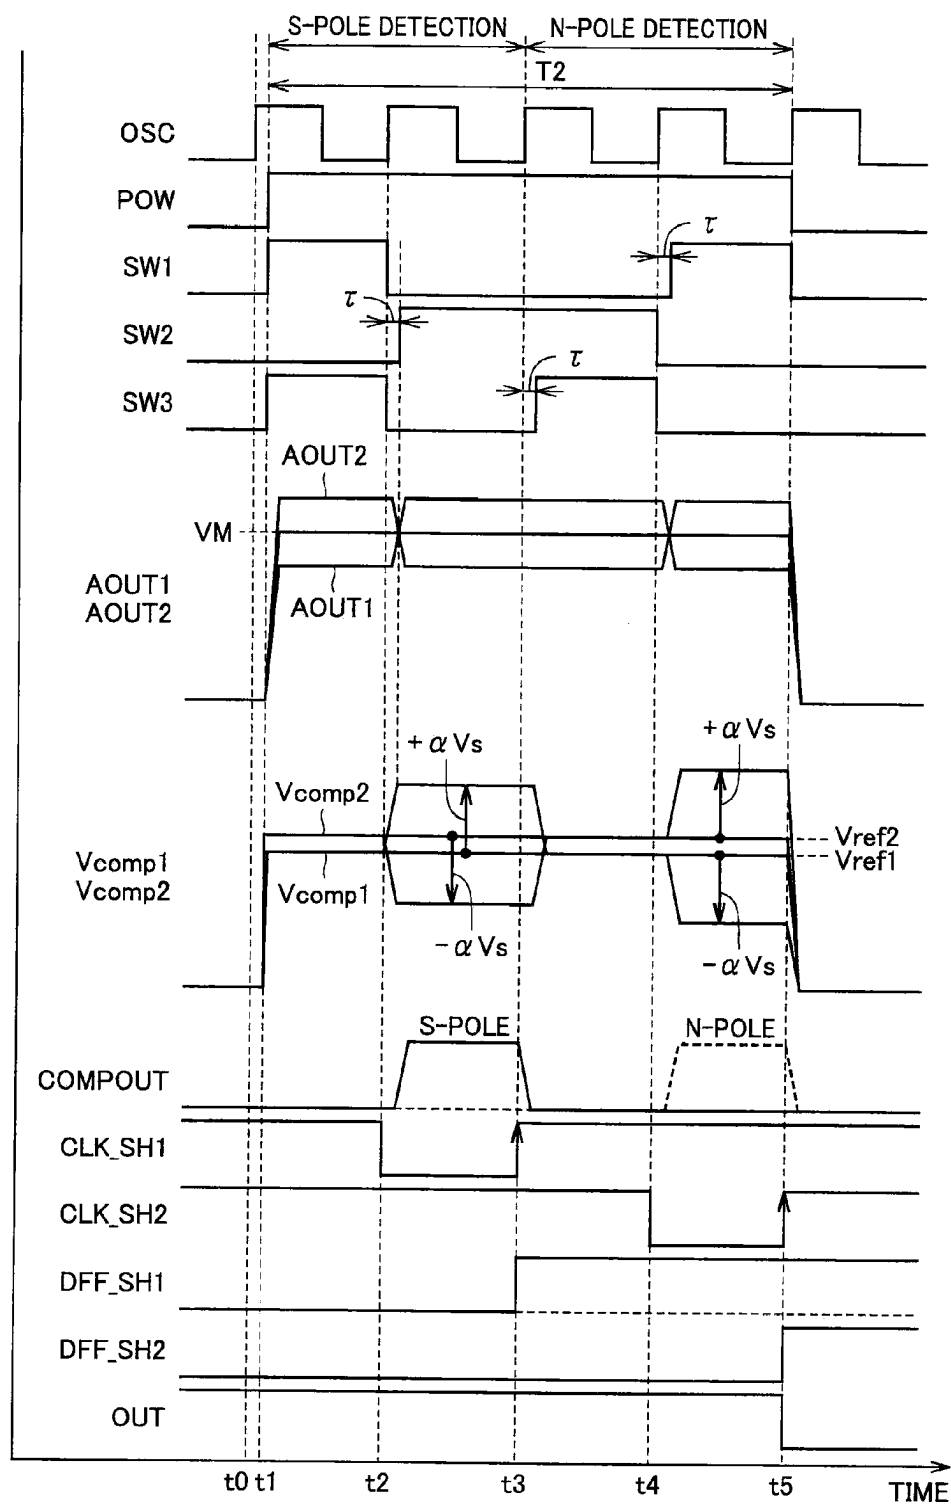 S-POLE DETECTION N-POLE DETECTION
T2
OSC
POW
τ
SW1
τ
SW2
τ
SW3
AOUT2
VM
AOUT1
AOUT2
AOUT1
+αVs +αVs
Vcomp2
Vref2
Vref1
Vcomp1
Vcomp2
Vcomp1
-αVs
-αVs
S-POLE N-POLE
COMPOUT
CLK_SH1
CLK_SH2
DFF_SH1
DFF_SH2
OUT
t0 t1 t2 t3 t4 t5
TIME